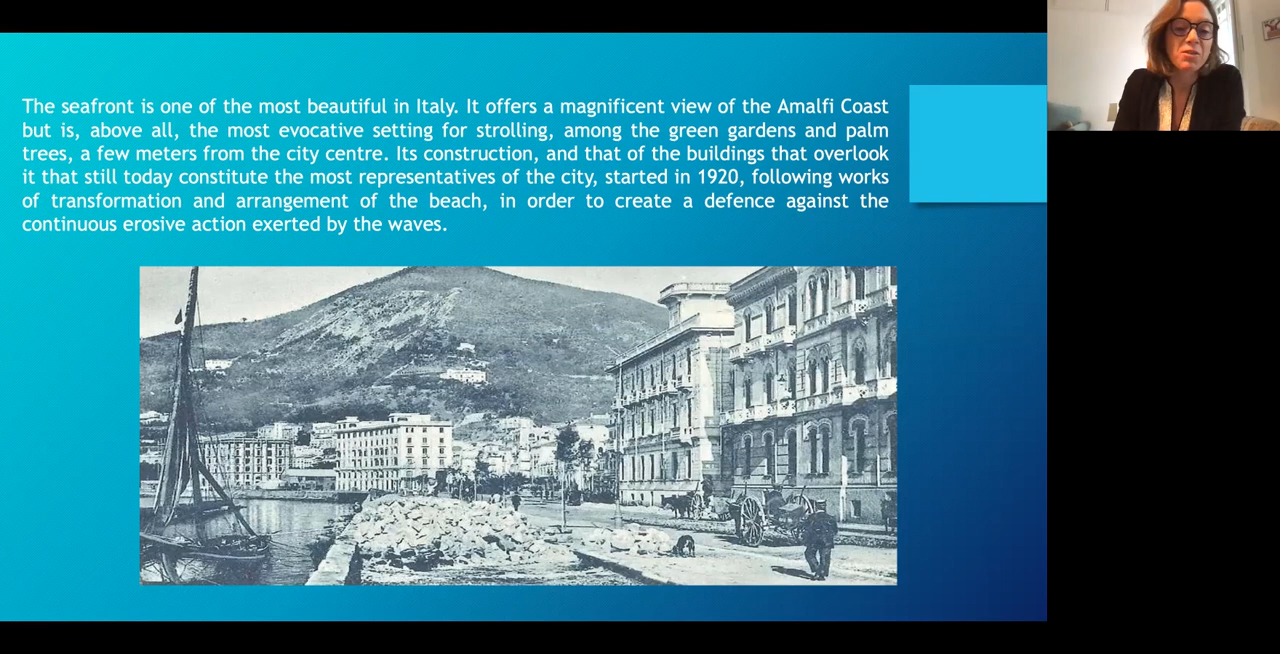 The seafront is one of the most beautiful in Italy. It offers a magnificent view of the Amalfi Coast
but is, above all, the most evocative setting for strolling, among the green gardens and palm
trees, a few meters from the city centre. Its construction, and that of the buildings that overlook
it that still today constitute the most representatives of the city, started in 1920, following works
of transformation and arrangement of the beach, in order to create a defence against the
continuous erosive action exerted by the waves.